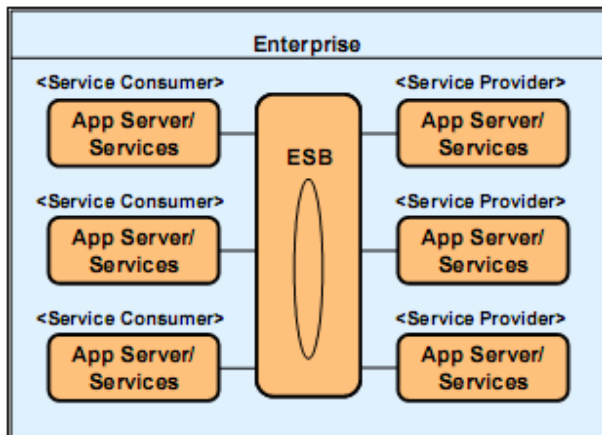 Enterprise
<Service Consumer>
App Server/
Services
<Service Consumer>
App Server/
Services
<Service Consumer>
App Server/
Services
ESB
<Service Provider>
App Server/
Services
<Service Provider>
App Server/
Services
<Service Provider>
App Server/
Services